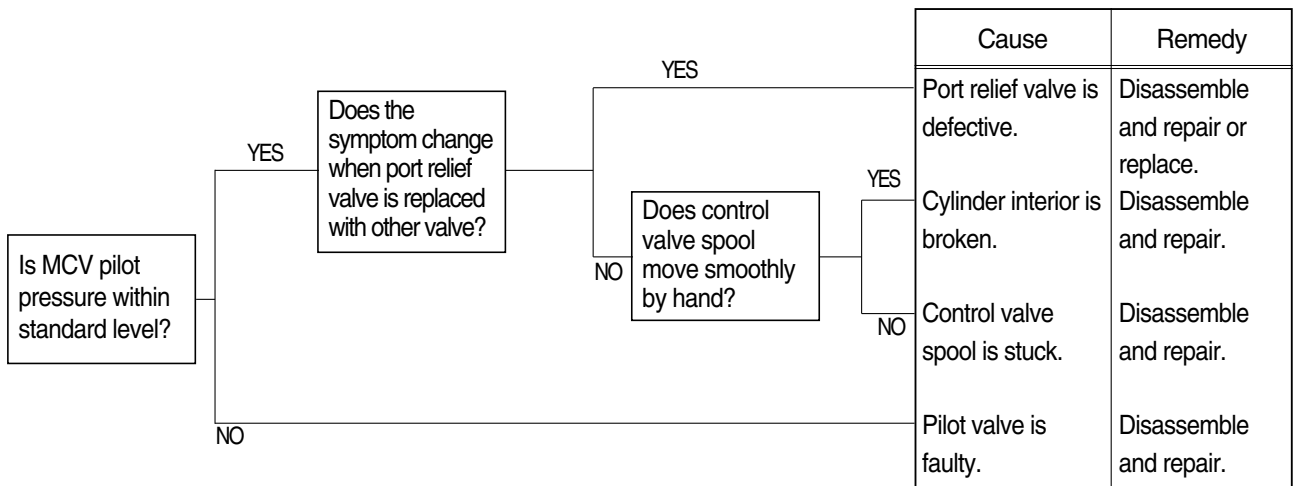 Is MCV pilot
pressure within
standard level?
YES
NO
Does the
symptom change
when port relief
valve is replaced
with other valve?
YES
NO
Does control
valve spool
move smoothly
by hand?
YES
NO
Cause
Remedy
Port relief valve is
defective.
Disassemble
and repair or
replace.
Cylinder interior is
broken.
Disassemble
and repair.
Control valve
spool is stuck.
Disassemble
and repair.
Pilot valve is
faulty.
Disassemble
and repair.